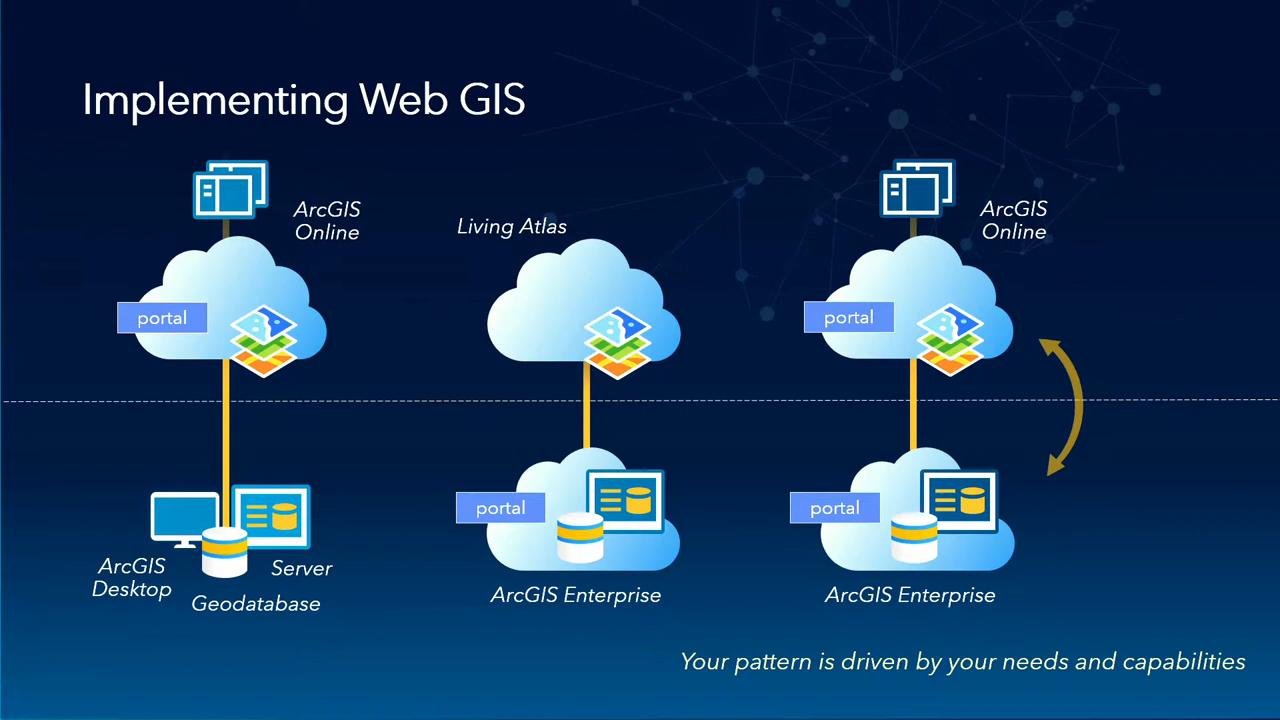 Implementing Web GIS
ArcGIS
Online
Living Atlas
ArcGIS
Online
portal
portal
portal
portal
ArcGIS
Desktop
Server
Geodatabase
ArcGIS Enterprise
ArcGIS Enterprise
Your pattern is driven by your needs and capabilities